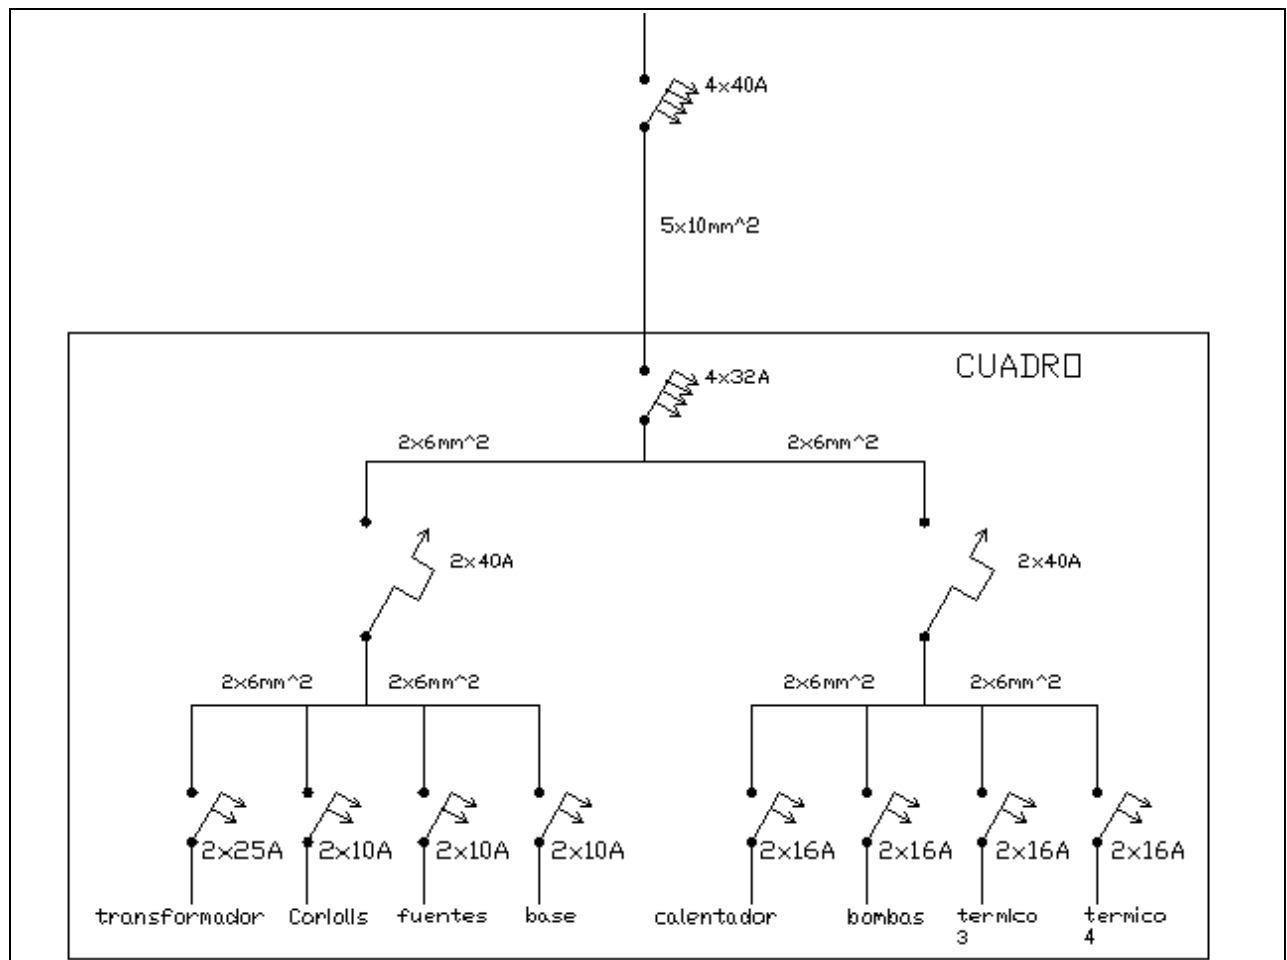 4x40A
5x10mm^2
CUADRO
4x32A
2x6mm^2 2x6mm^2
2x40A 2x40A
2x6mm^2 2x6mm^2 2x6mm^2 2x6mm^2
2x25A 2x10A 2x10A 2x10A 2x16A 2x16A 2x16A 2x16A
transformador Coriolis fuentes base calentador bombas termico termico
3 4